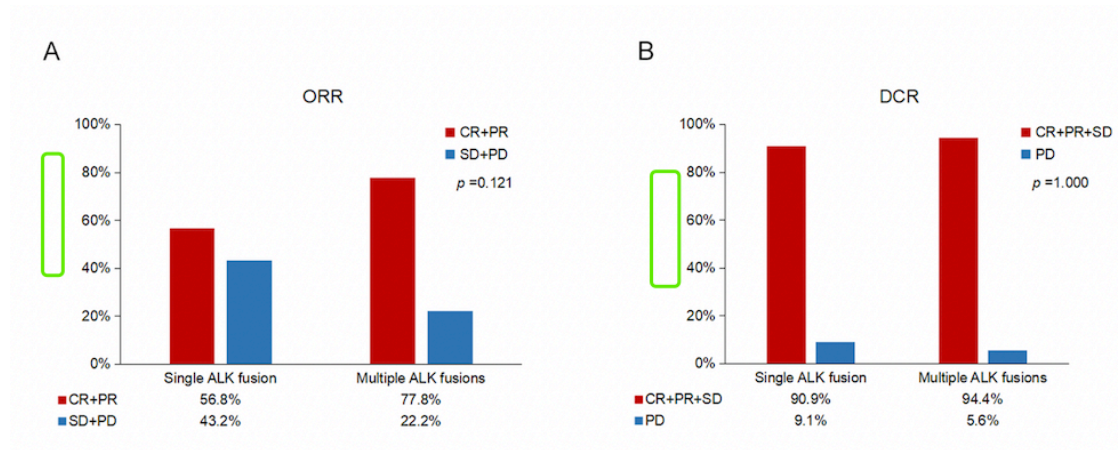 A
ORR
100%
80%
60%
40%
20%
0%
CR+PR
SD+PD
p =0.121
Single ALK fusion Multiple ALK fusions
CR+PR 56.8% 77.8%
SD+PD 43.2% 22.2%
B
DCR
100%
80%
60%
40%
20%
0%
CR+PR+SD
PD
p =1.000
Single ALK fusion Multiple ALK fusions
CR+PR+SD 90.9% 94.4%
PD 9.1% 5.6%